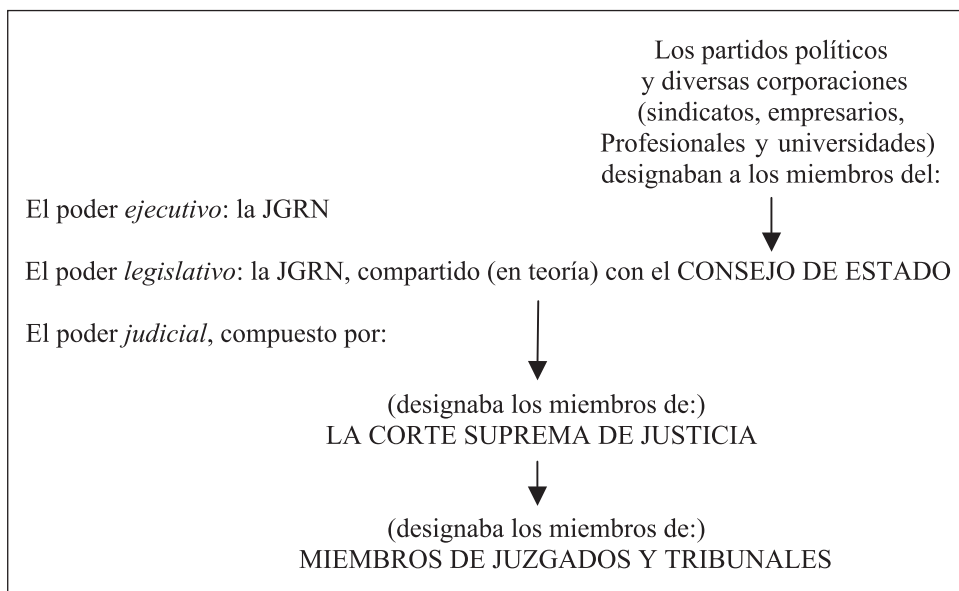 Los partidos políticos
y diversas corporaciones
(sindicatos, empresarios,
Profesionales y universidades)
designaban a los miembros del:
El poder ejecutivo: la JGRN
El poder legislativo: la JGRN, compartido (en teoría) con el CONSEJO DE ESTADO
El poder judicial, compuesto por:
(designaba los miembros de:)
LA CORTE SUPREMA DE JUSTICIA
(designaba los miembros de:)
MIEMBROS DE JUZGADOS Y TRIBUNALES